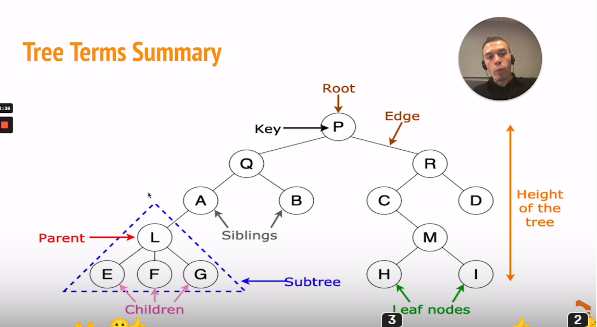 Tree Terms Summary
Root
Edge
Key
P
Q
R
A
B
C
D
Siblings
Height
of the
tree
Parent
L
M
E
F
G
H
I
Subtree
Children
Leaf nodes
3
2